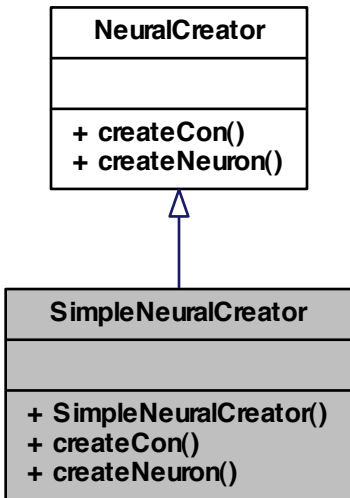 NeuralCreator
+ createCon()
+ createNeuron()
SimpleNeuralCreator
+ SimpleNeuralCreator()
+ createCon()
+ createNeuron()